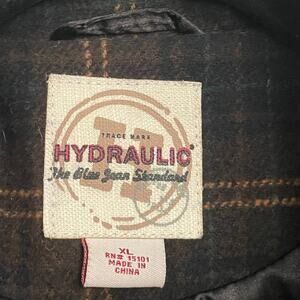 TRADE MARK
HYDRAULIC®
The Blue Jean Standard
XL
RN# 15101
MADE IN
CHINA